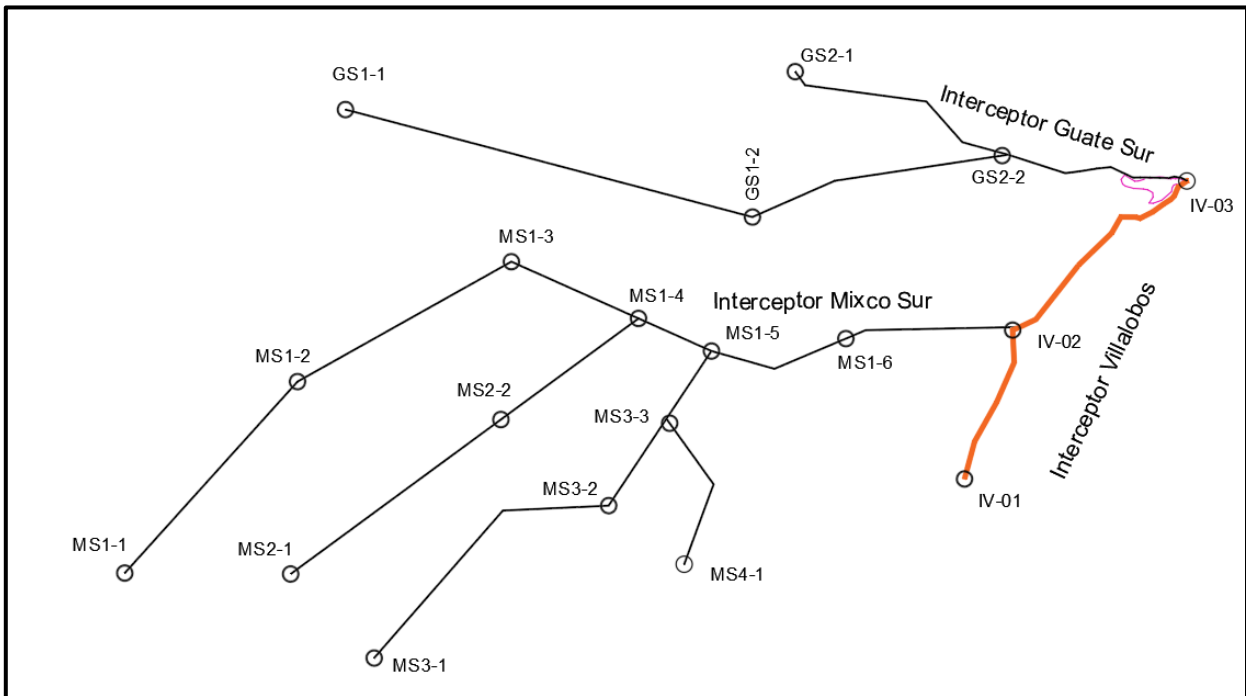 GS2-1
GS1-1
Interceptor Guate Sur
GS1-2
GS2-2
IV-03
MS1-3
MS1-4
Interceptor Mixco Sur
MS1-5
MS1-6
IV-02
MS1-2
MS2-2
MS3-3
Interceptor Villalobos
MS3-2
IV-01
MS1-1
MS2-1
MS4-1
MS3-1